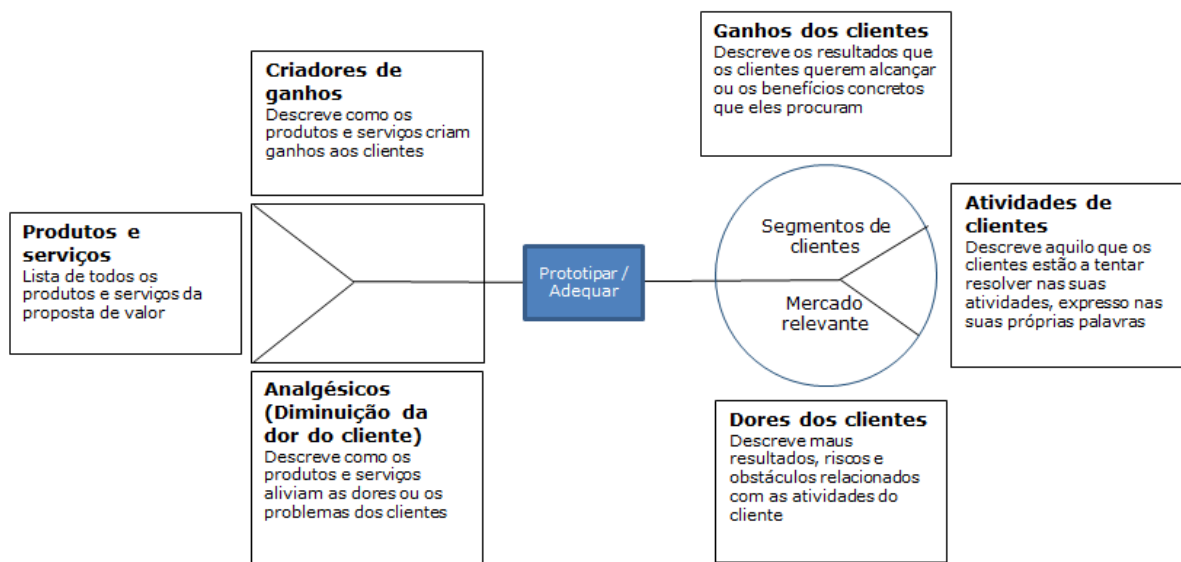 Criadores de
ganhos
Descreve como os
produtos e serviços criam
ganhos aos clientes
Ganhos dos clientes
Descreve os resultados que
os clientes querem alcançar
ou os benefícios concretos
que eles procuram
Produtos e
serviços
Lista de todos os
produtos e serviços da
proposta de valor
Prototipar /
Adequar
Segmentos de
clientes
Mercado
relevante
Atividades de
clientes
Descreve aquilo que os
clientes estão a tentar
resolver nas suas
atividades, expresso nas
suas próprias palavras
Analgésicos
(Diminuição da
dor do cliente)
Descreve como os
produtos e serviços
aliviam as dores ou os
problemas dos clientes
Dores dos clientes
Descreve maus
resultados, riscos e
obstáculos relacionados
com as atividades do
cliente